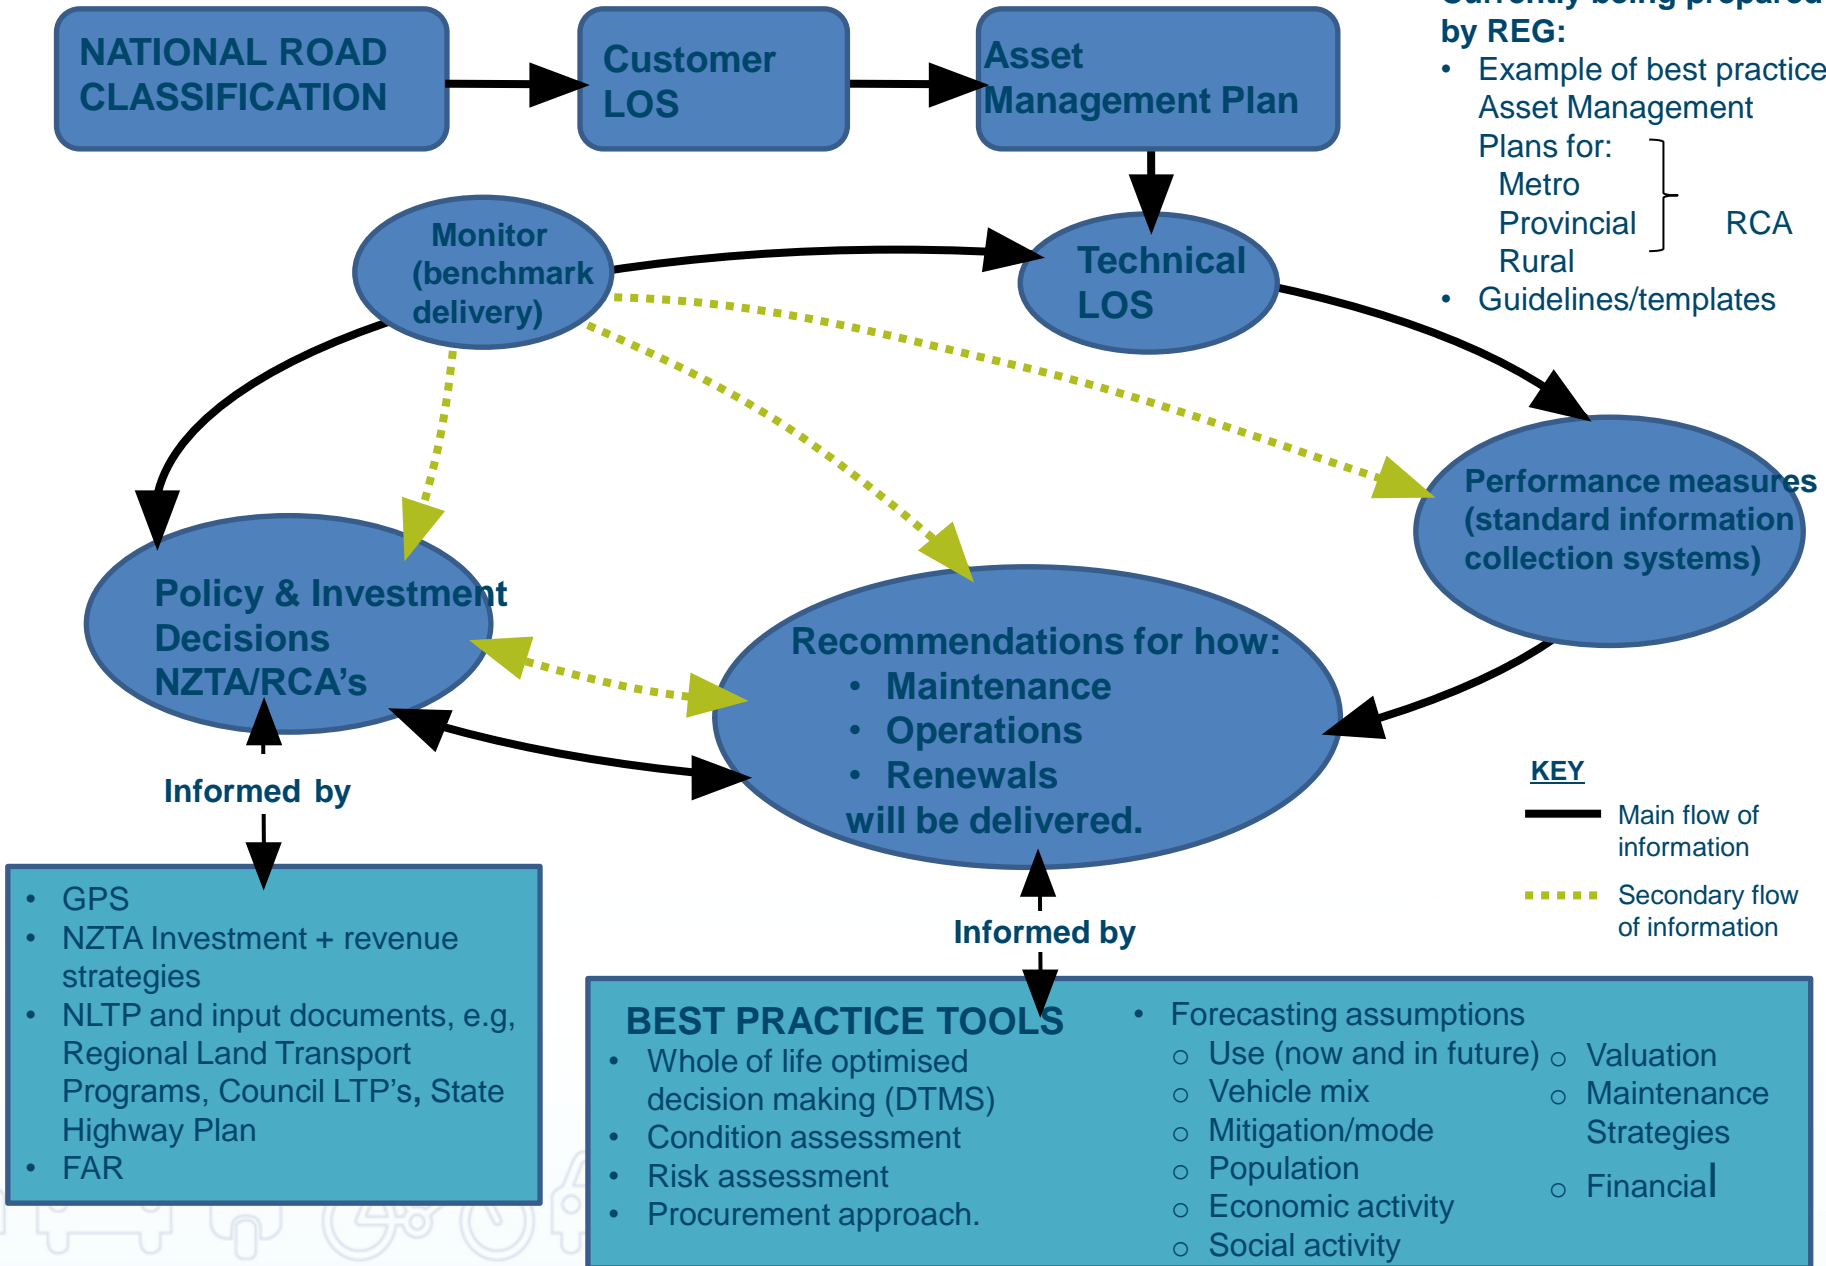 NATIONAL ROAD
CLASSIFICATION
Customer
LOS
Asset
Management Plan
Currently being prepared
by REG:
• Example of best practice
Asset Management
Plans for:
Metro
Provincial
RCA
Rural
• Guidelines/templates
Monitor
(benchmark
delivery)
Technical
LOS
Performance measures
(standard information
collection systems)
Policy & Investment
Decisions
NZTA/RCA’s
Recommendations for how:
• Maintenance
• Operations
• Renewals
will be delivered.
Informed by
KEY
Main flow of
information
Secondary flow
of information
• GPS
• NZTA Investment + revenue
strategies
• NLTP and input documents, e.g,
Regional Land Transport
Programs, Council LTP’s, State
Highway Plan
• FAR
Informed by
BEST PRACTICE TOOLS
• Whole of life optimised
decision making (DTMS)
• Condition assessment
• Risk assessment
• Procurement approach.
• Forecasting assumptions
o Use (now and in future)
o Vehicle mix
o Mitigation/mode
o Population
o Economic activity
o Social activity
o Valuation
o Maintenance
Strategies
o Financial